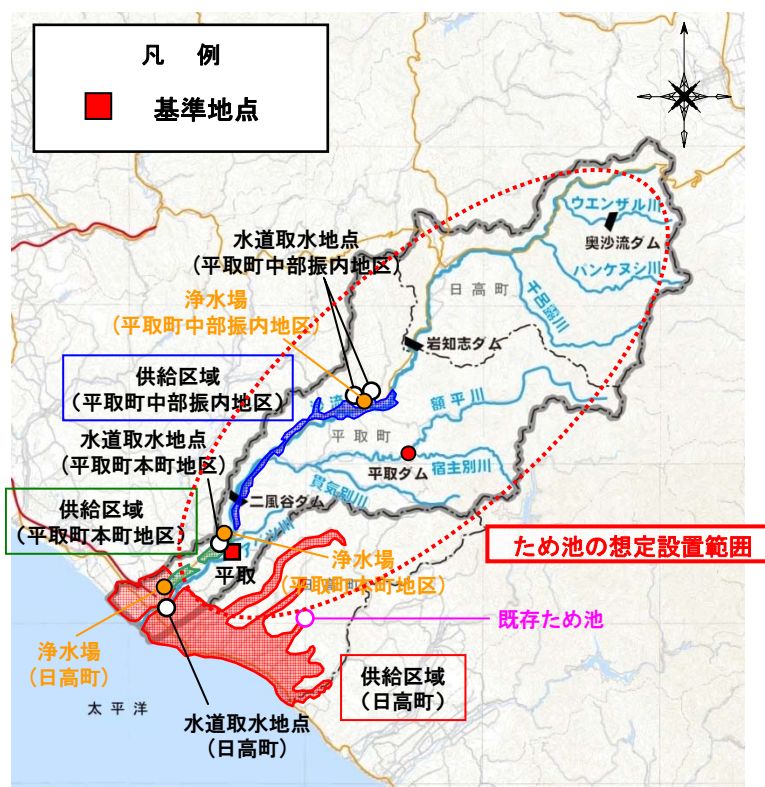 凡 例
基準地点
ウエンザル川
奥沙流ダム
パンケヌシ川
水道取水地点
(平取町中部振内地区)
日高町
千呂露川
浄水場
(平取町中部振内地区)
岩知志ダム
供給区域
(平取町中部振内地区)
額平川
水道取水地点
(平取町本町地区)
平取町
宿主別川
平取ダム
貫気別川
二風谷ダム
供給区域
(平取町本町地区)
ため池の想定設置範囲
浄水場
(平取町本町地区)
平取
既存ため池
浄水場
(日高町)
供給区域
(日高町)
太平洋
水道取水地点
(日高町)